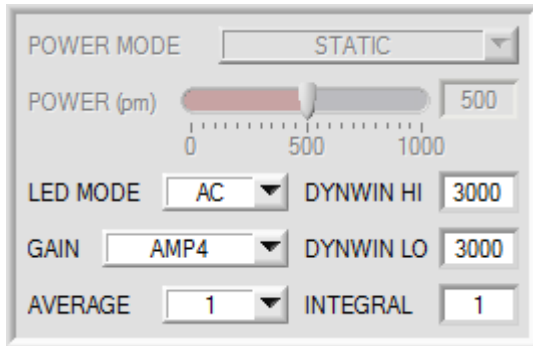 POWER MODE STATIC
POWER (pm) 500
0 500 1000
LED MODE AC DYNWIN HI 3000
GAIN AMP4 DYNWIN LO 3000
AVERAGE 1 INTEGRAL 1